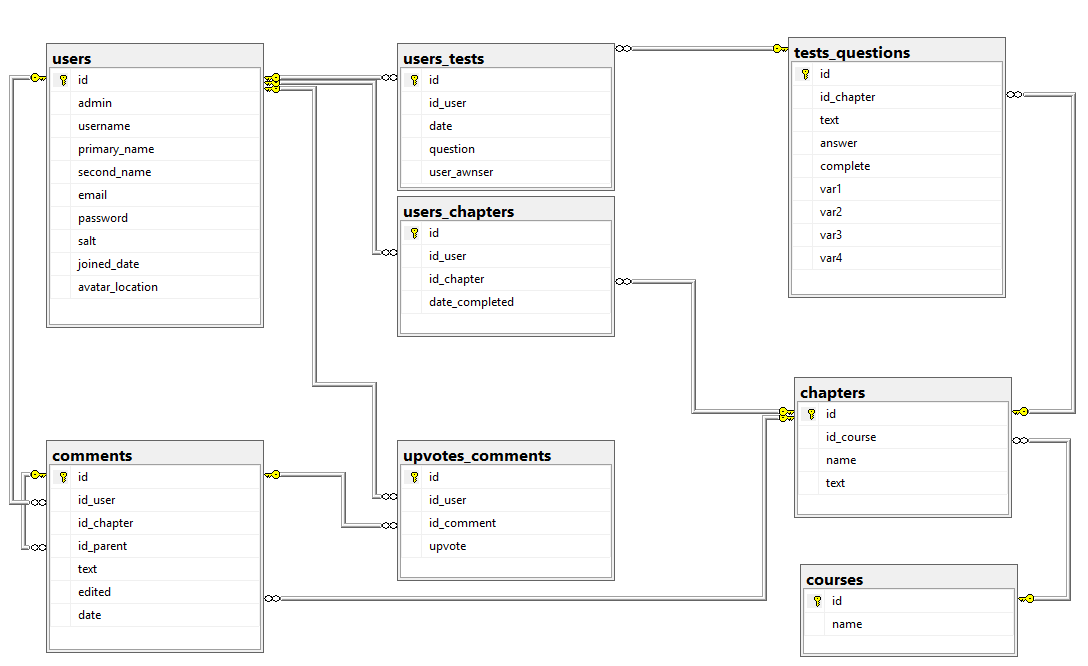 users
id
admin
username
primary_name
second_name
email
password
salt
joined_date
avatar_location
users_tests
id
id_user
date
question
user_awnser
tests_questions
id
id_chapter
text
answer
complete
var1
var2
var3
var4
users_chapters
id
id_user
id_chapter
date_completed
chapters
id
id_course
name
text
comments
id
id_user
id_chapter
id_parent
text
edited
date
upvotes_comments
id
id_user
id_comment
upvote
courses
id
name